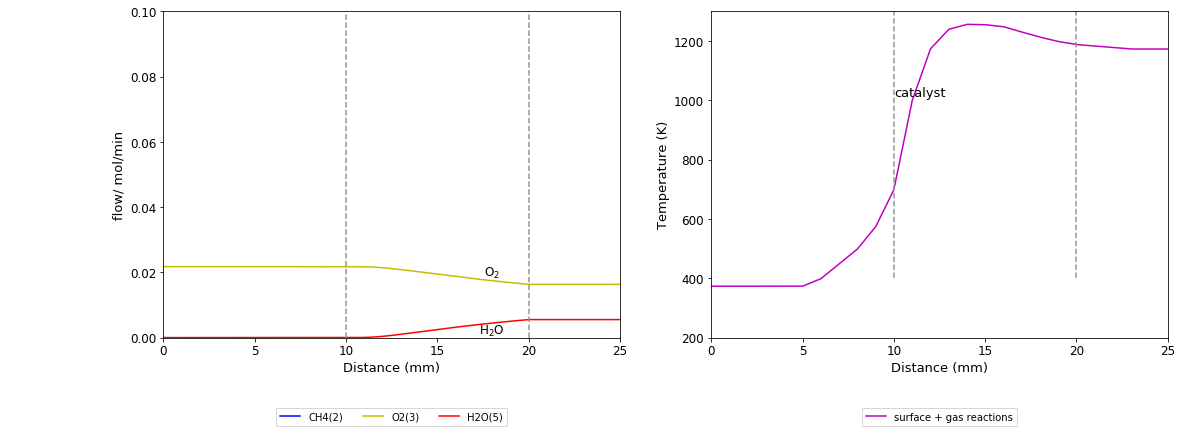 0.10
0.08
0.06
0.04
0.02
0.00
flow/ mol/min
O2
H2O
0
5
10
15
20
25
Distance (mm)
CH4(2)
O2(3)
H2O(5)
1200
1000
800
600
400
200
Temperature (K)
catalyst
0
5
10
15
20
25
Distance (mm)
surface + gas reactions